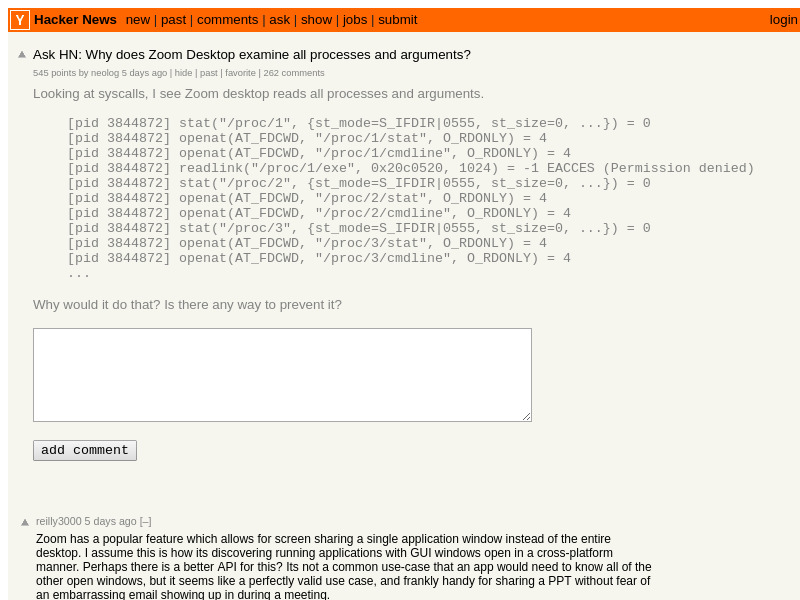 Y Hacker News new | past | comments | ask | show | jobs | submit login
Ask HN: Why does Zoom Desktop examine all processes and arguments?
545 points by neolog 5 days ago | hide | past | favorite | 262 comments
Looking at syscalls, I see Zoom desktop reads all processes and arguments.
[pid 3844872] stat("/proc/1", {st_mode=S_IFDIR|0555, st_size=0, ...}) = 0
[pid 3844872] openat(AT_FDCWD, "/proc/1/stat", O_RDONLY) = 4
[pid 3844872] openat(AT_FDCWD, "/proc/1/cmdline", O_RDONLY) = 4
[pid 3844872] readlink("/proc/1/exe", 0x20c0520, 1024) = -1 EACCES (Permission denied)
[pid 3844872] stat("/proc/2", {st_mode=S_IFDIR|0555, st_size=0, ...}) = 0
[pid 3844872] openat(AT_FDCWD, "/proc/2/stat", O_RDONLY) = 4
[pid 3844872] openat(AT_FDCWD, "/proc/2/cmdline", O_RDONLY) = 4
[pid 3844872] stat("/proc/3", {st_mode=S_IFDIR|0555, st_size=0, ...}) = 0
[pid 3844872] openat(AT_FDCWD, "/proc/3/stat", O_RDONLY) = 4
[pid 3844872] openat(AT_FDCWD, "/proc/3/cmdline", O_RDONLY) = 4
...
Why would it do that? Is there any way to prevent it?
add comment
reilly3000 5 days ago [–]
Zoom has a popular feature which allows for screen sharing a single application window instead of the entire
desktop. I assume this is how its discovering running applications with GUI windows open in a cross-platform
manner. Perhaps there is a better API for this? Its not a common use-case that an app would need to know all of the
other open windows, but it seems like a perfectly valid use case, and frankly handy for sharing a PPT without fear of
an embarrassing email showing up in during a meeting.